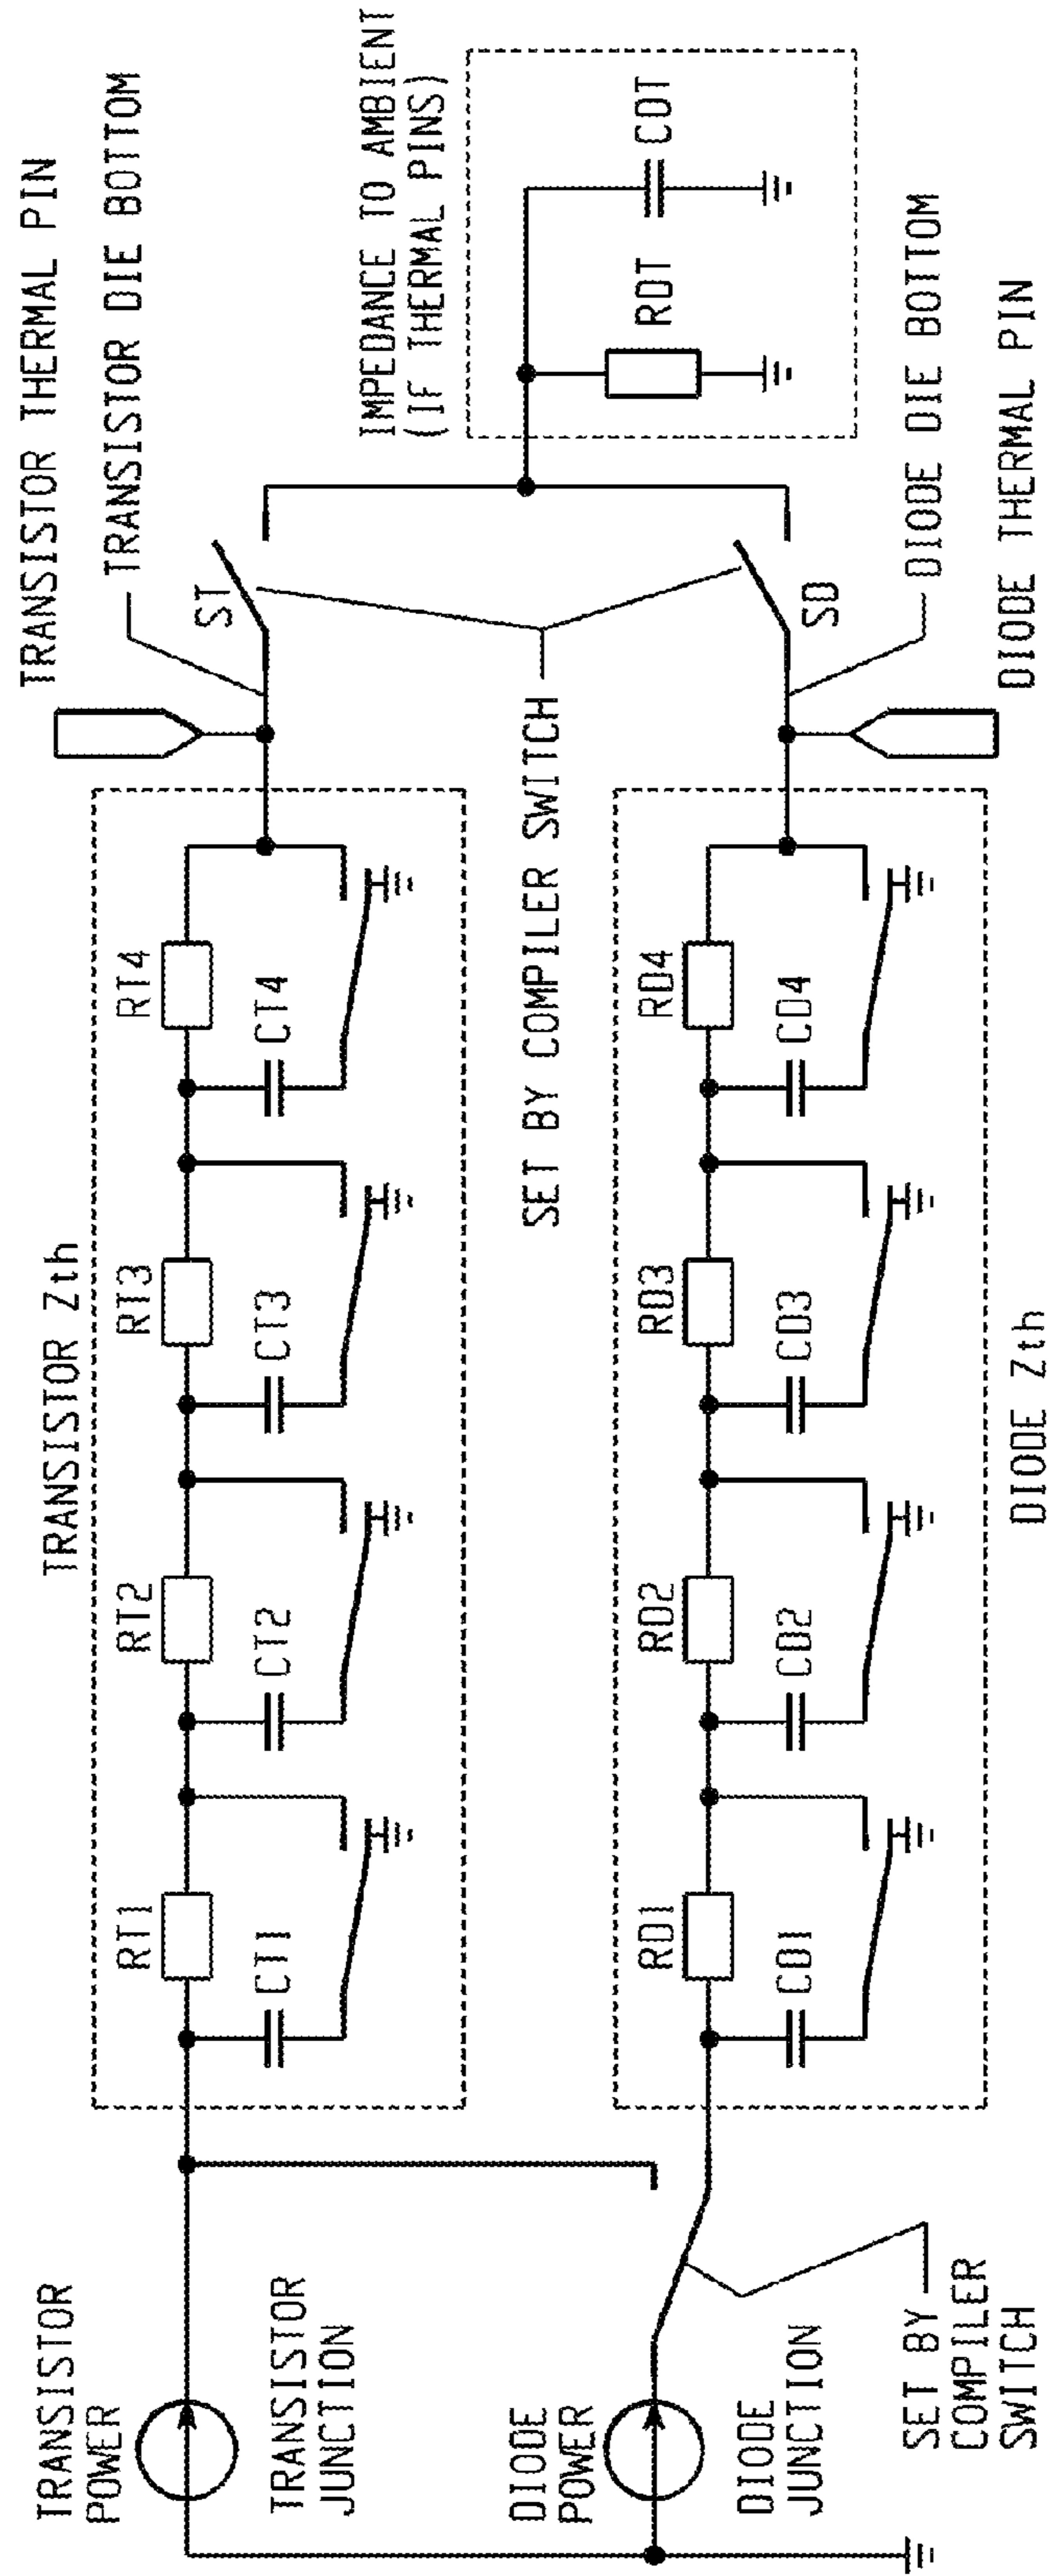 TRANSISTOR
POWER
TRANSISTOR
JUNCTION
TRANSISTOR Zth
RT1
CT1
RT2
CT2
RT3
CT3
RT4
CT4
TRANSISTOR THERMAL PIN
TRANSISTOR DIE BOTTOM
ST
IMPEDANCE TO AMBIENT
(IF THERMAL PINS)
RDT
CDT
SET BY COMPILER SWITCH
DIODE
POWER
DIODE
JUNCTION
SET BY
COMPILER
SWITCH
RD1
CD1
RD2
CD2
RD3
CD3
RD4
CD4
DIODE Zth
SD
DIODE DIE BOTTOM
DIODE THERMAL PIN